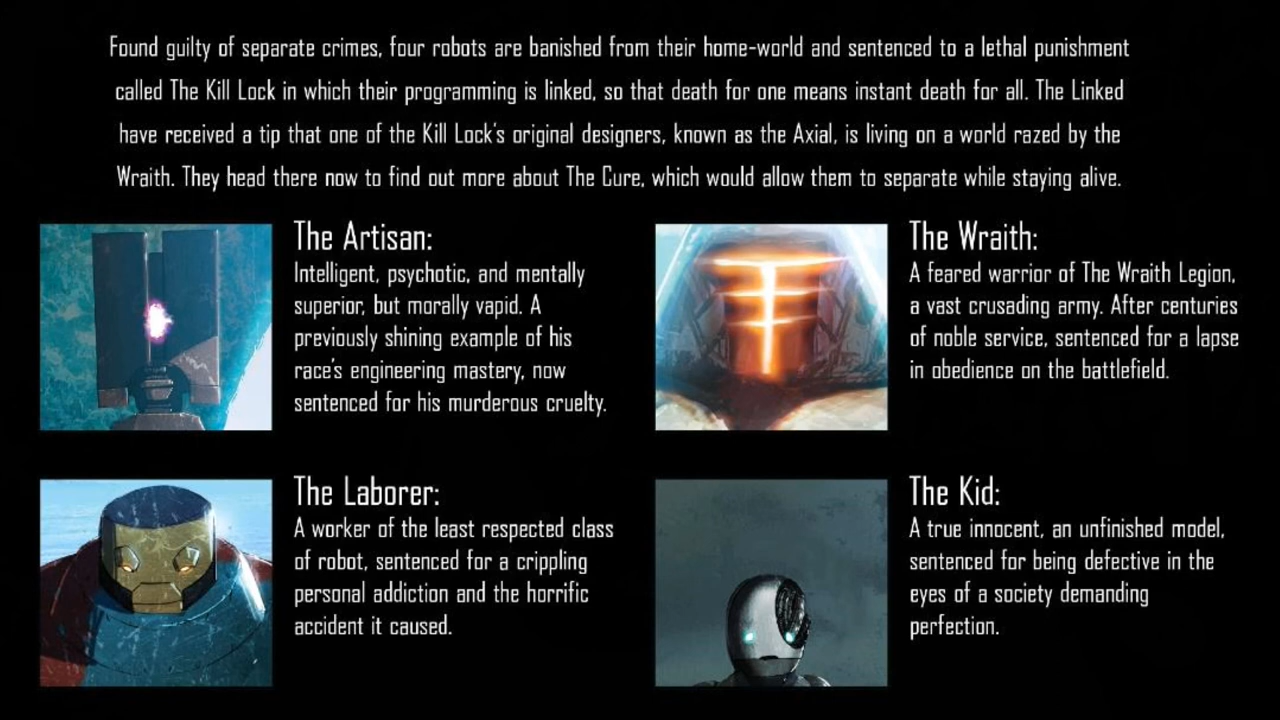 Found guilty of separate crimes, four robots are banished from their home-world and sentenced to a lethal punishment
called The Kill Lock in which their programming is linked, so that death for one means instant death for all. The Linked
have received a tip that one of the Kill Lock's original designers, known as the Axial, is living on a world razed by the
Wraith. They head there now to find out more about The Cure, which would allow them to separate while staying alive.
The Artisan:
Intelligent, psychotic, and mentally
superior, but morally vapid. A
previously shining example of his
race's engineering mastery, now
sentenced for his murderous cruelty.
The Wraith:
A feared warrior of The Wraith Legion,
a vast crusading army. After centuries
of noble service, sentenced for a lapse
in obedience on the battlefield.
The Laborer:
A worker of the least respected class
of robot, sentenced for a crippling
personal addiction and the horrific
accident it caused.
The Kid:
A true innocent, an unfinished model,
sentenced for being defective in the
eyes of a society demanding
perfection.